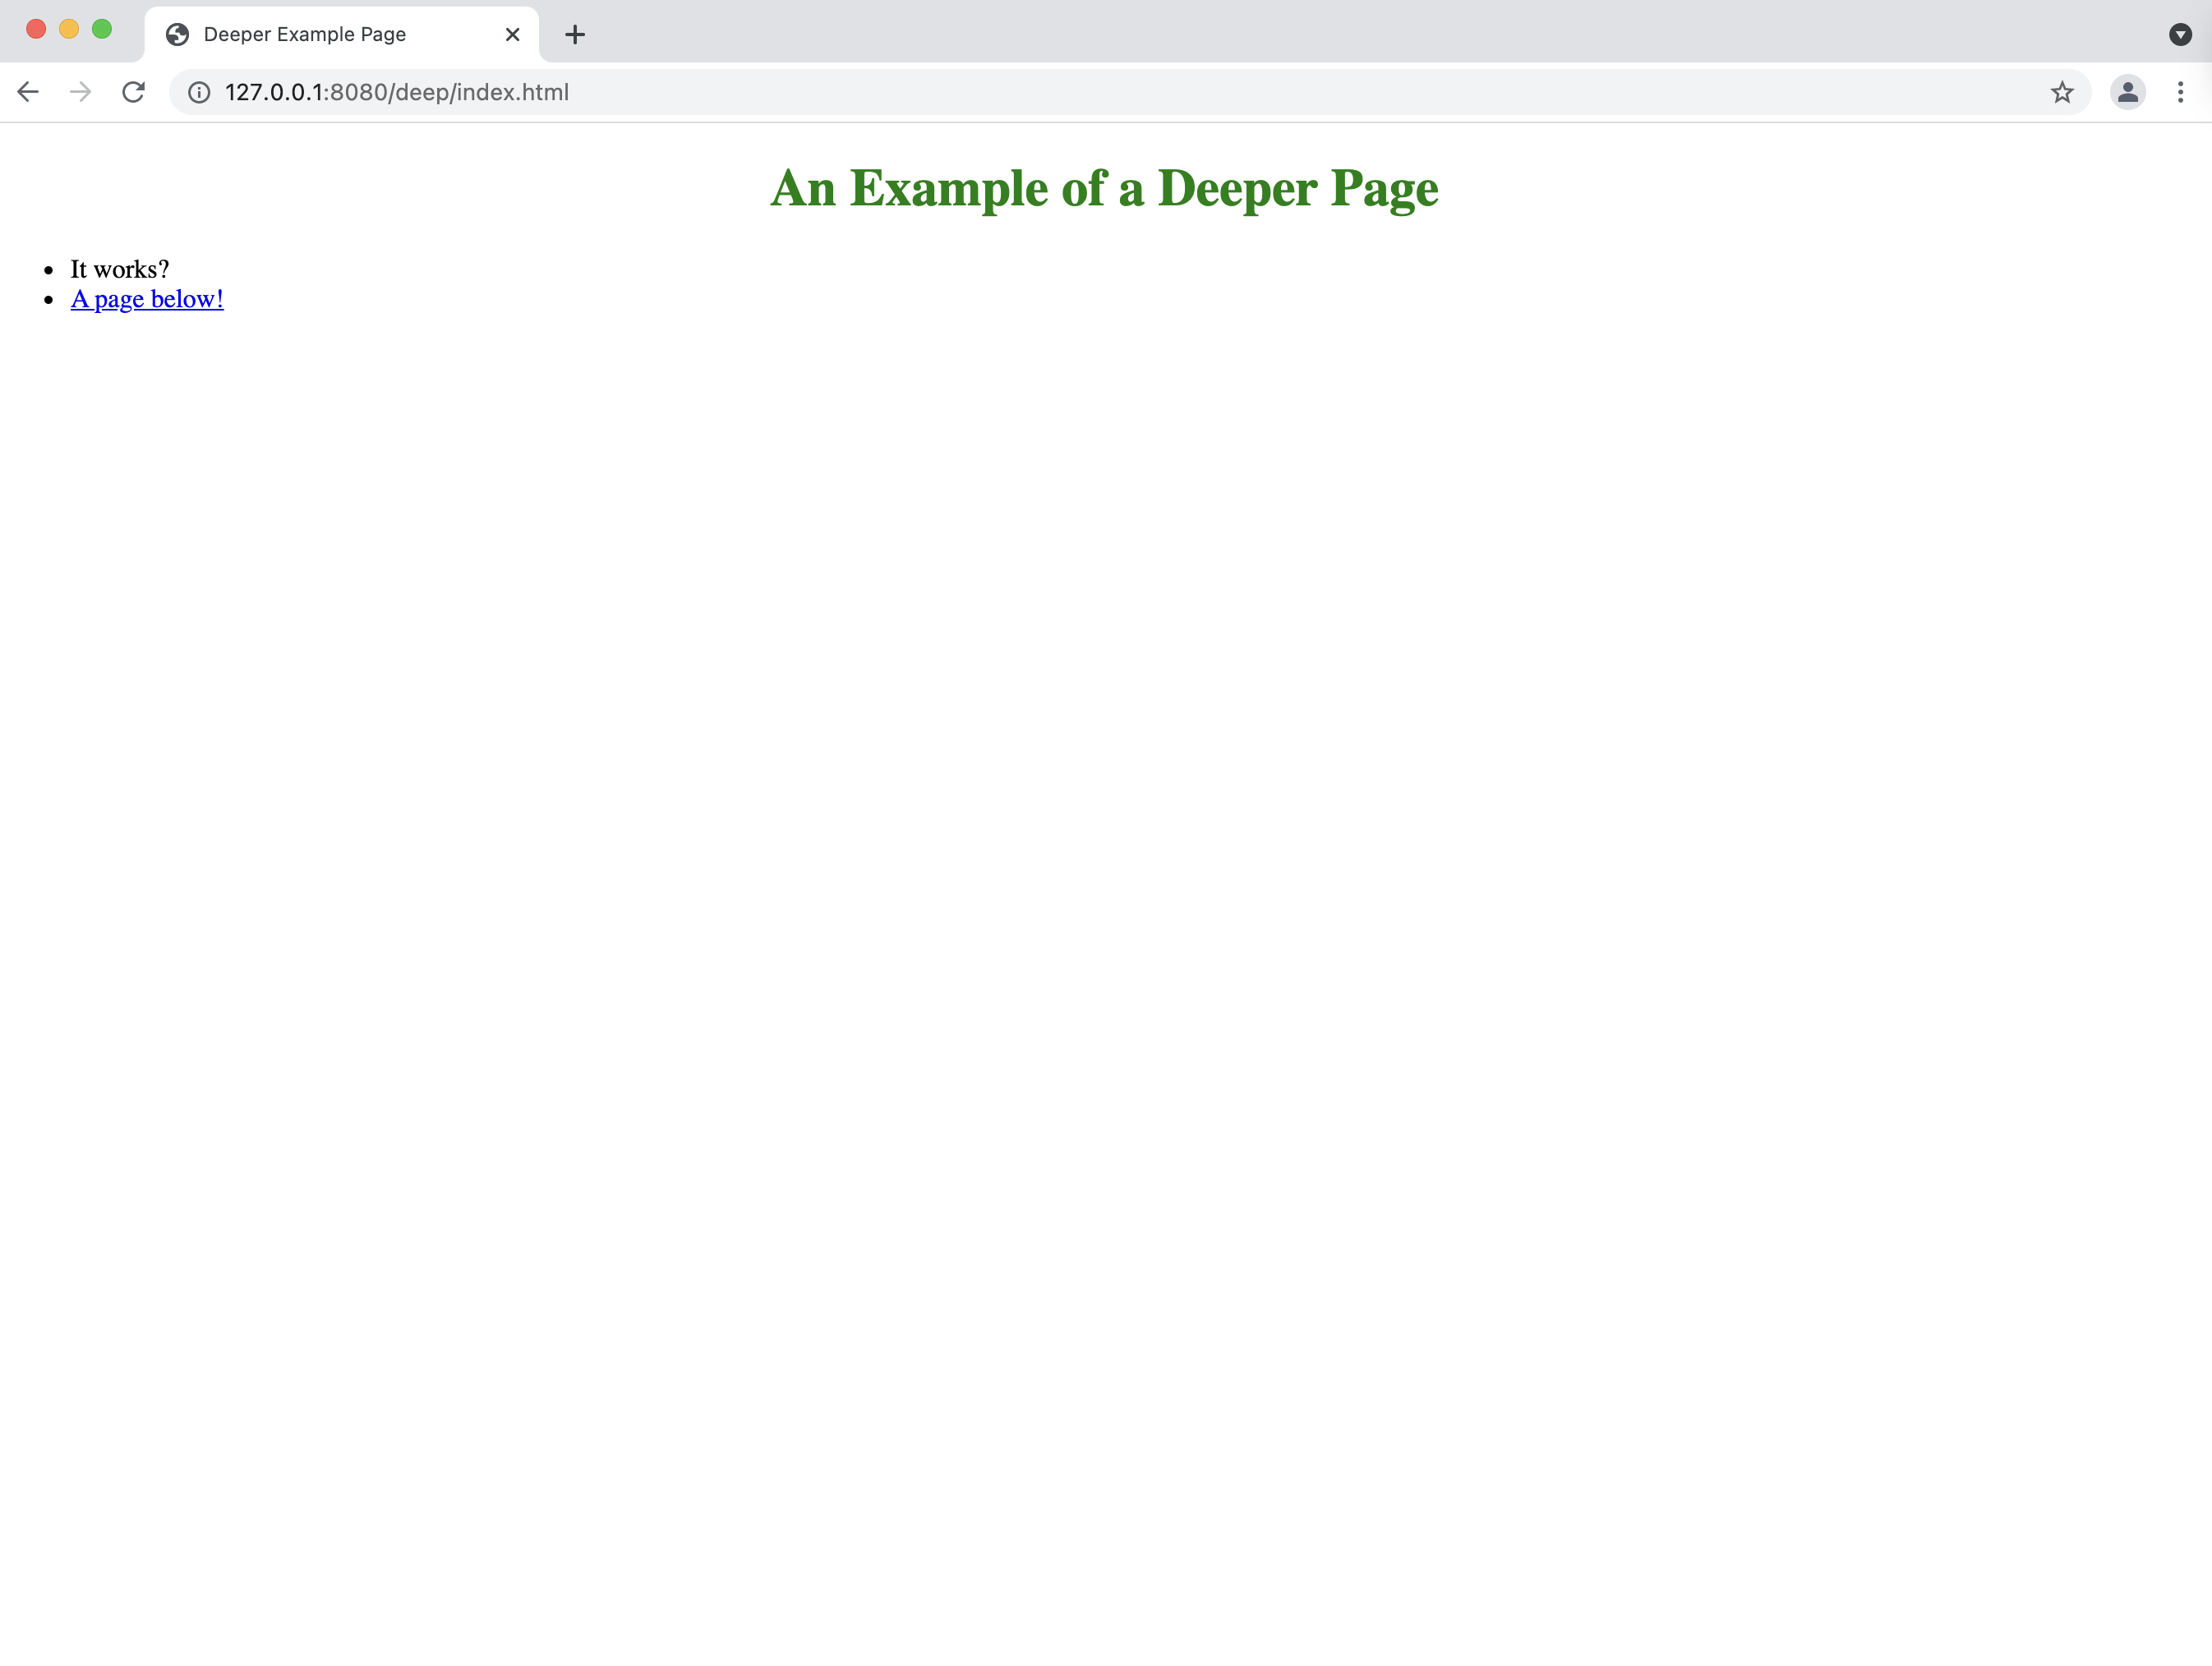 Deeper Example Page
127.0.0.1:8080/deep/index.html
An Example of a Deeper Page
It works?
A page below!